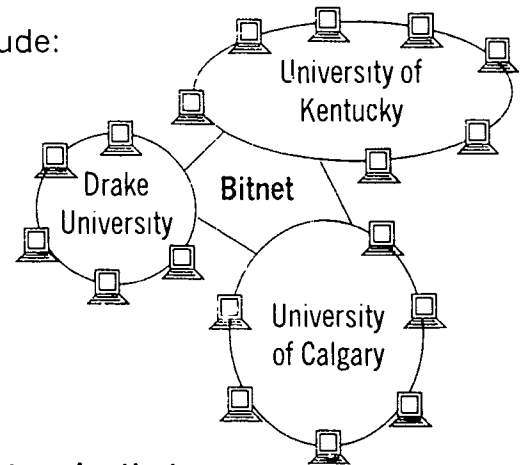 ude:
University of
Kentucky
Drake
University
Bitnet
University
of Calgary